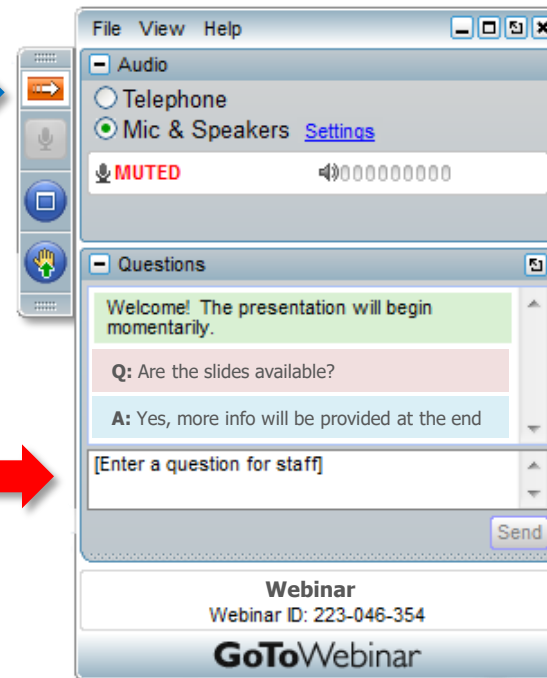 File View Help
Audio
Telephone
Mic & Speakers Settings
MUTED 000000000
Questions
Welcome! The presentation will begin
momentarily.
Q: Are the slides available?
A: Yes, more info will be provided at the end
[Enter a question for staff]
Send
Webinar
Webinar ID: 223-046-354
GoToWebinar